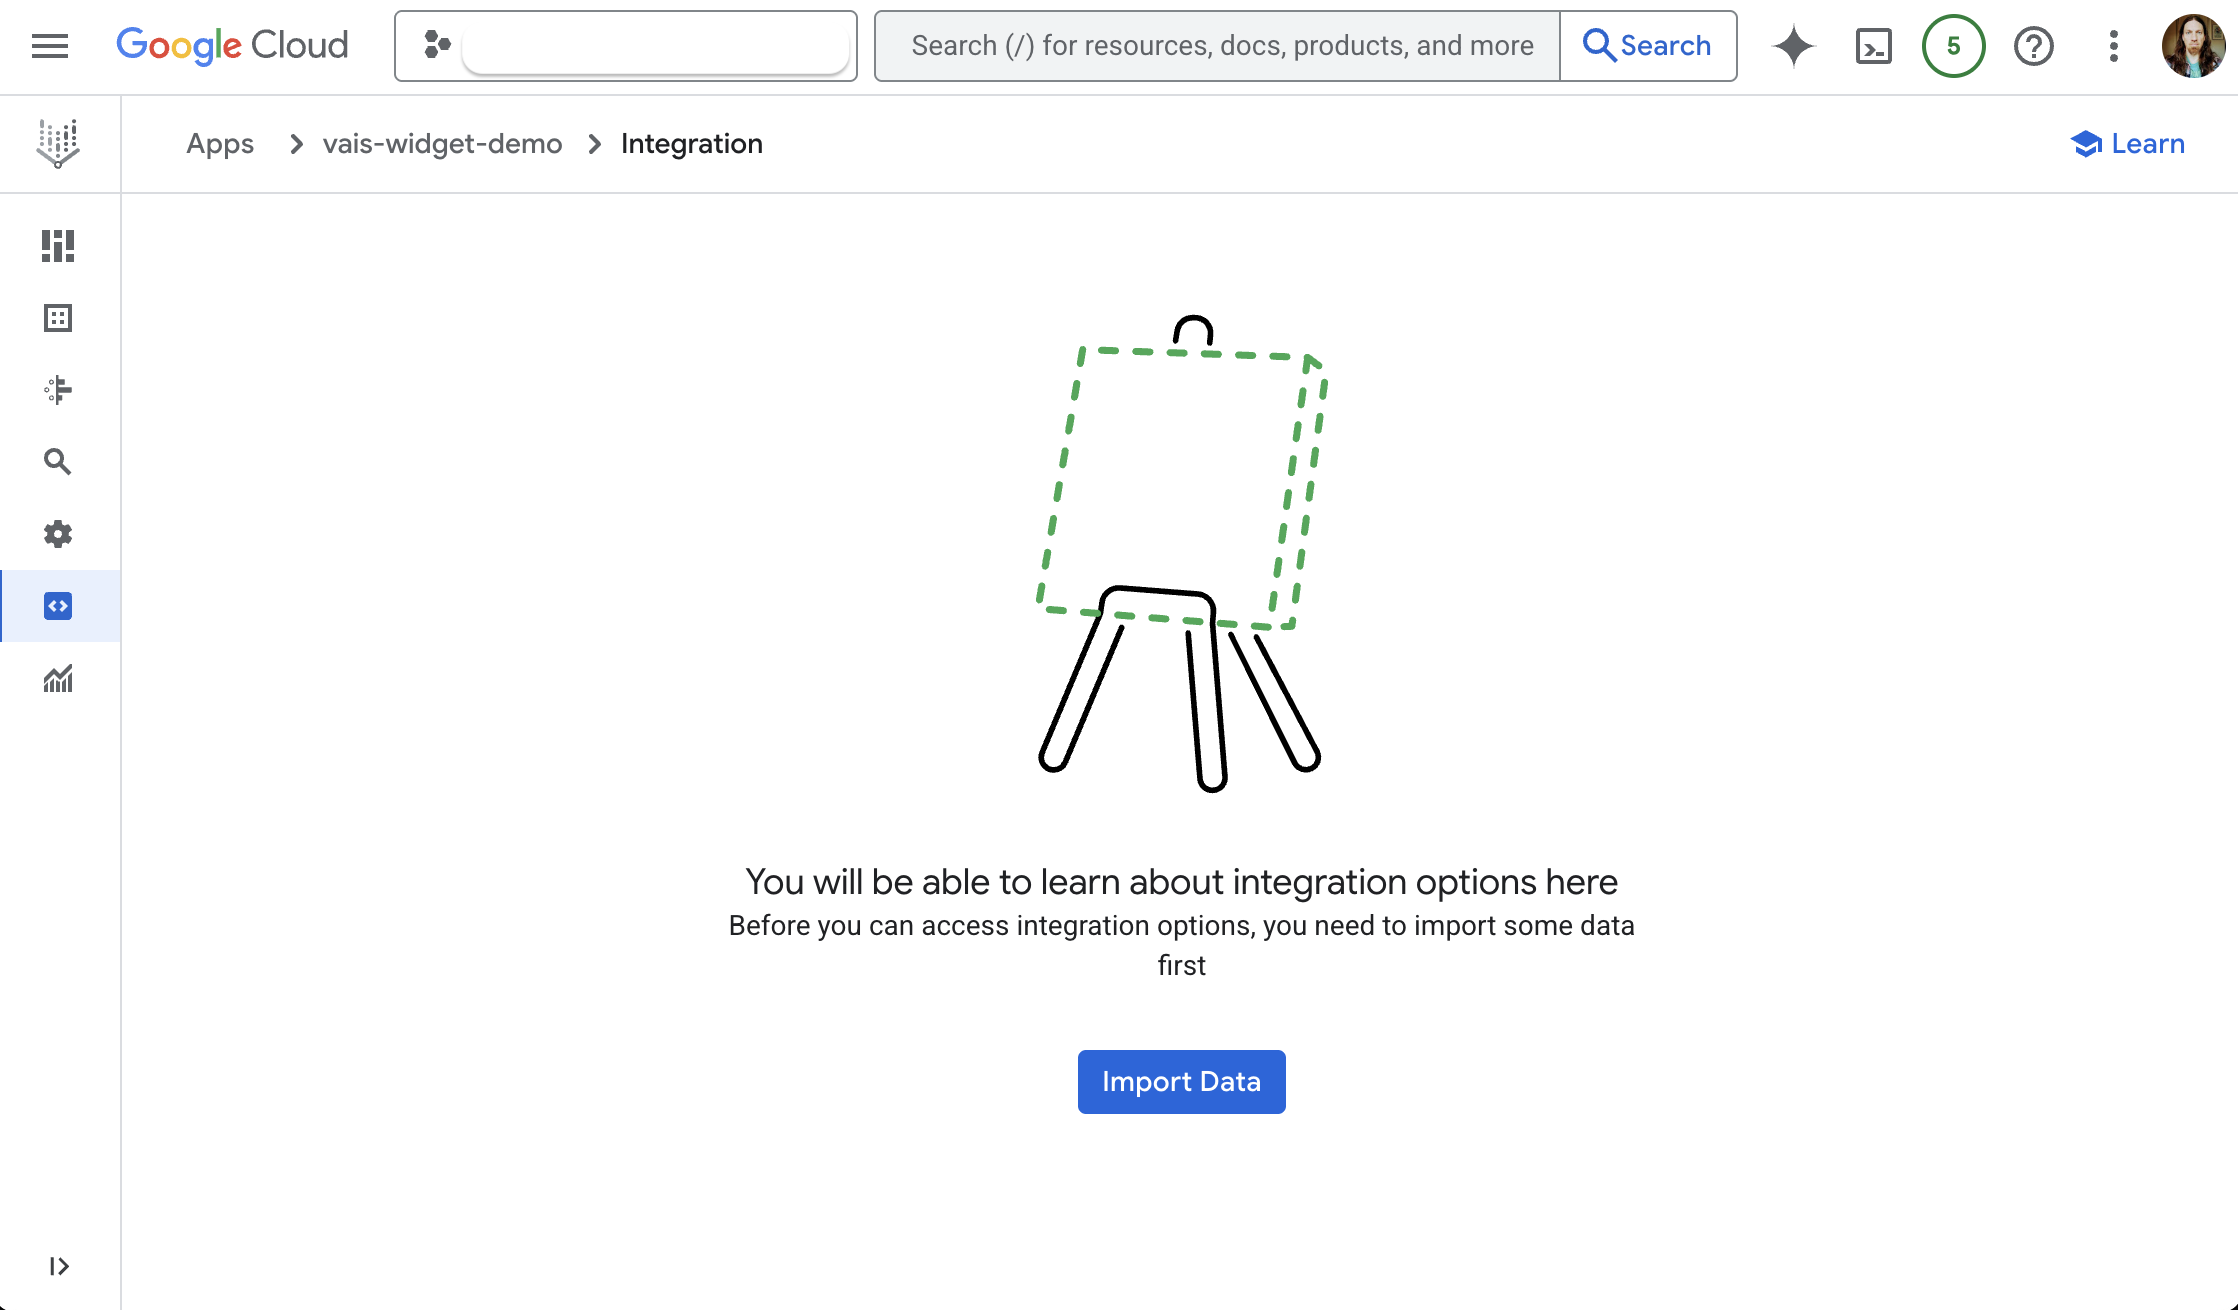 Google Cloud
Search (/) for resources, docs, products, and more
Search
5
Apps
vais-widget-demo
Integration
Learn
You will be able to learn about integration options here
Before you can access integration options, you need to import some data
first
Import Data